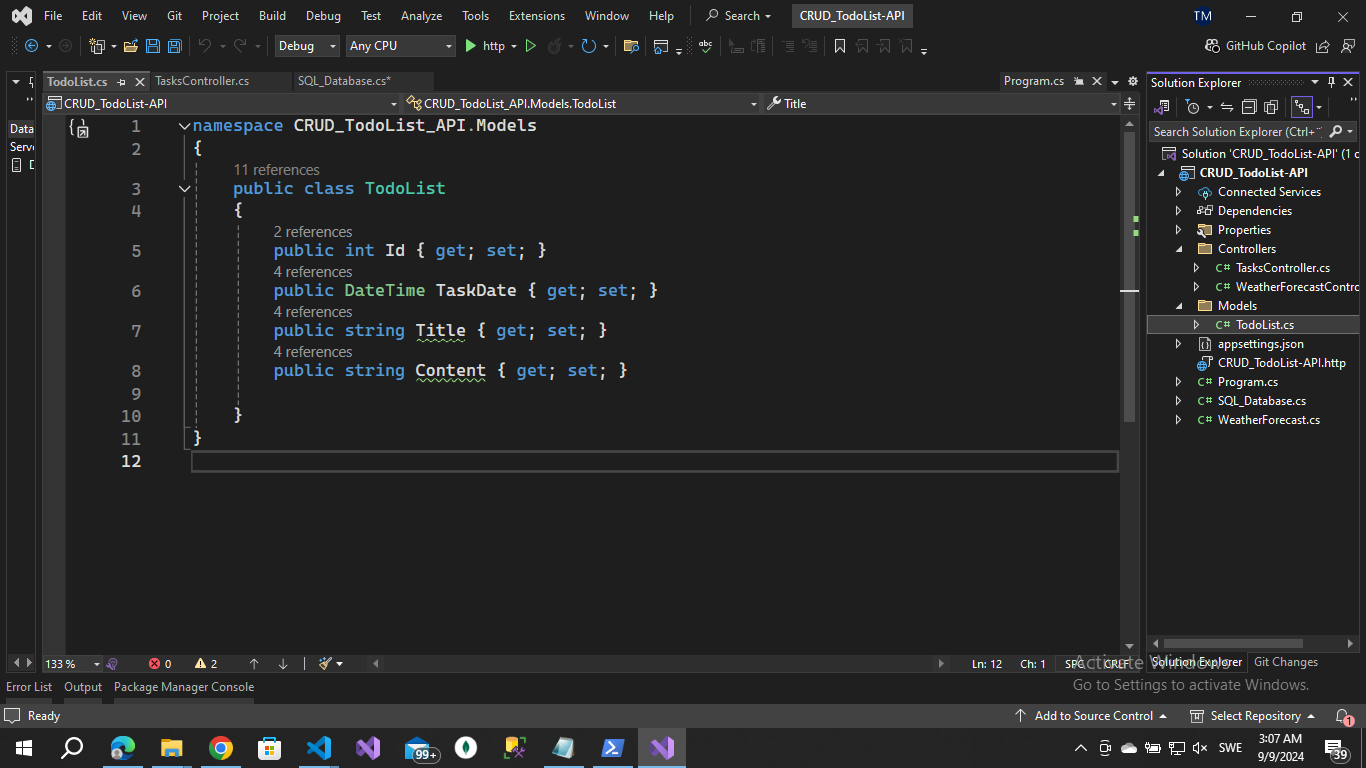 File Edit View Git Project Build Debug Test Analyze Tools Extensions Window Help Search CRUD_TodoList-API TM
Debug Any CPU http abc GitHub Copilot
TodoList.cs TasksController.cs SQL_Database.cs* Program.cs
CRUD_TodoList-API CRUD_TodoList_API.Models.TodoList Title
Data
Serv
D
1 namespace CRUD_TodoList_API.Models
2 {
11 references
3 public class TodoList
4 {
2 references
5 public int Id { get; set; }
4 references
6 public DateTime TaskDate { get; set; }
4 references
7 public string Title { get; set; }
4 references
8 public string Content { get; set; }
9
10 }
11 }
12
Solution Explorer
Search Solution Explorer (Ctrl+
Solution 'CRUD_TodoList-API' (1 c
CRUD_TodoList-API
Connected Services
Dependencies
Properties
C# Controllers
C# TasksController.cs
C# WeatherForecastContro
Models
C# TodoList.cs
appsettings.json
CRUD_TodoList-API.http
C# Program.cs
C# SQL_Database.cs
C# WeatherForecast.cs
133 % 0 2 Ln: 12 Ch: 1 SPC CRLF
Solution Explorer Git Changes
Activate Windows
Go to Settings to activate Windows.
Error List Output Package Manager Console
Ready Add to Source Control Select Repository 1
99+ SWE 3:07 AM
9/9/2024 39